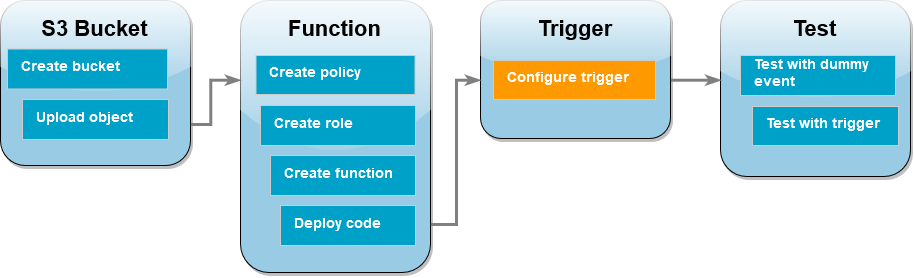 S3 Bucket
Create bucket
Upload object
Function
Create policy
Create role
Create function
Deploy code
Trigger
Configure trigger
Test
Test with dummy
event
Test with trigger